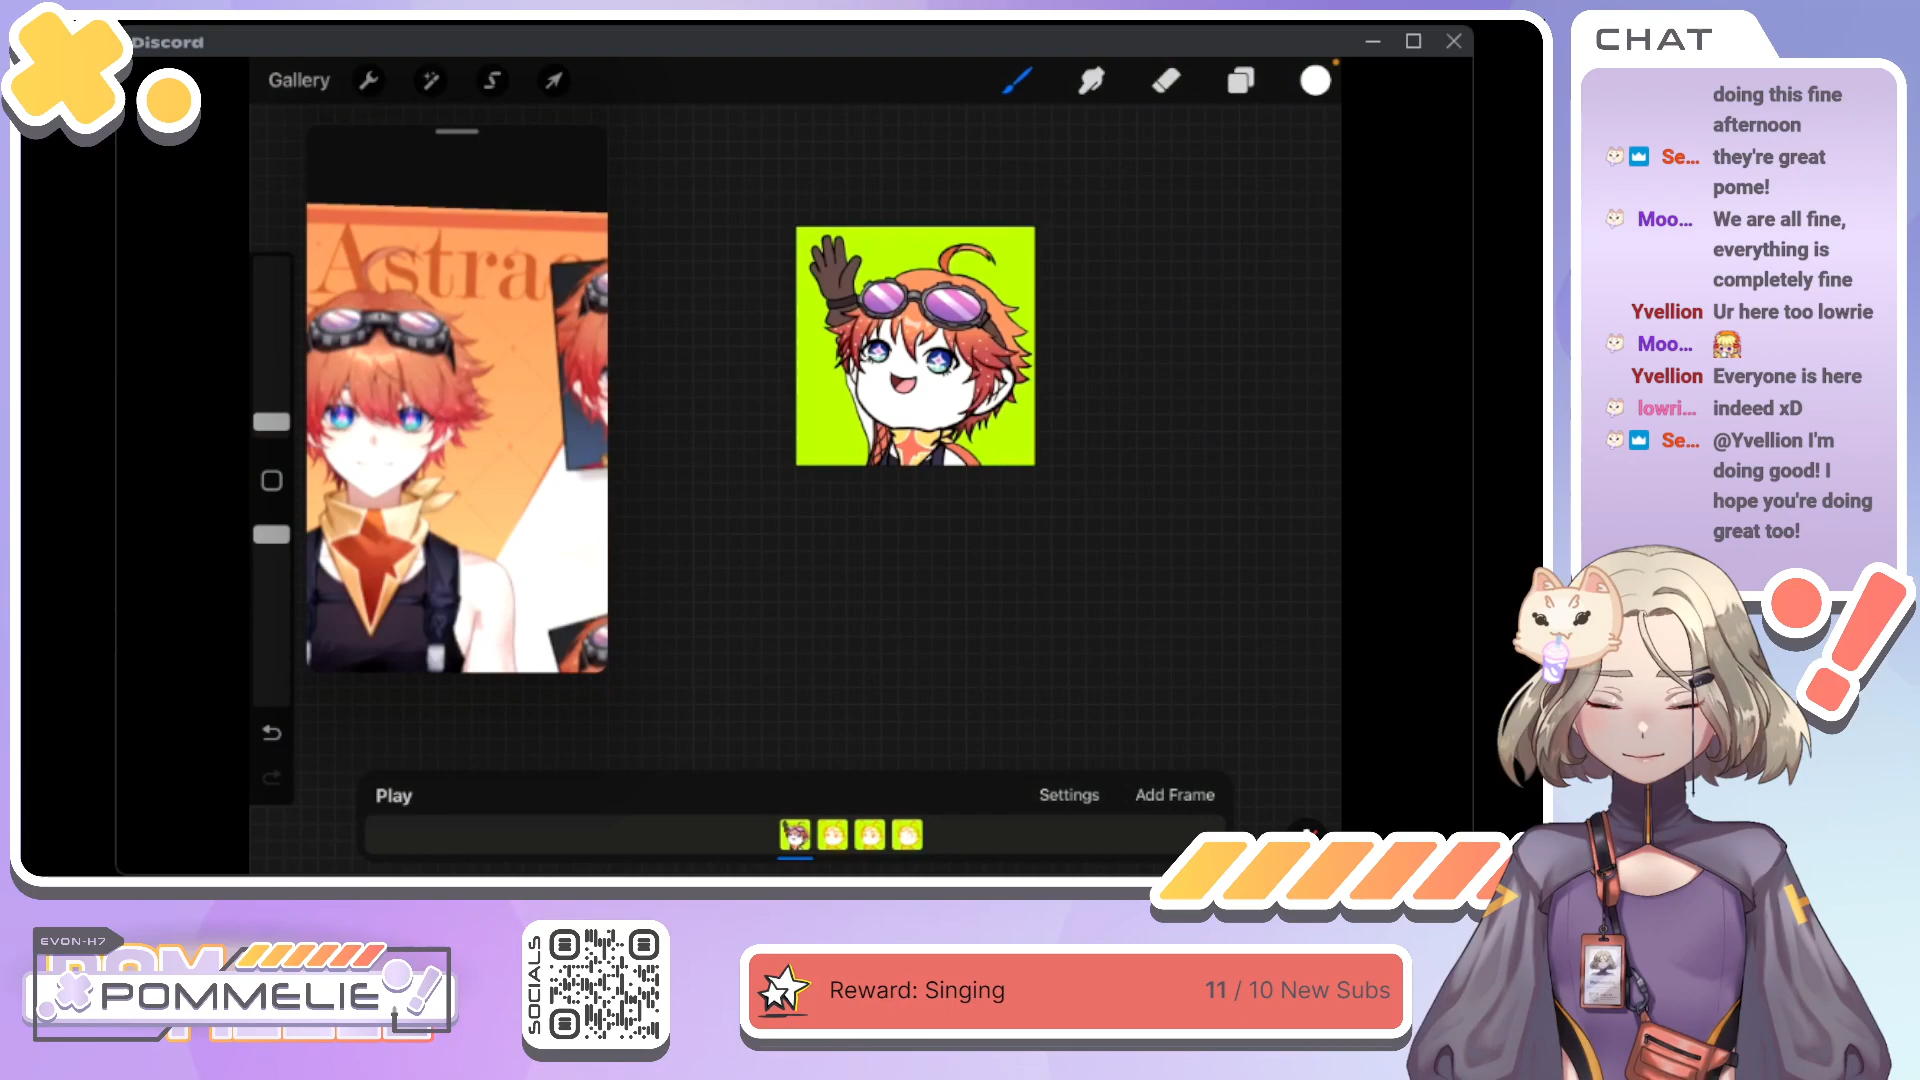 Discord
Gallery
Astra
Play
Settings
Add Frame
CHAT
doing this fine
afternoon
Se... they're great
pome!
Moo... We are all fine,
everything is
completely fine
Yvellion Ur here too lowrie
Moo...
Yvellion Everyone is here
lowri... indeed xD
Se... @Yvellion I'm
doing good! I
hope you're doing
great too!
EVON-H7
POMMELIE
SOCIALS
Reward: Singing
11 / 10 New Subs